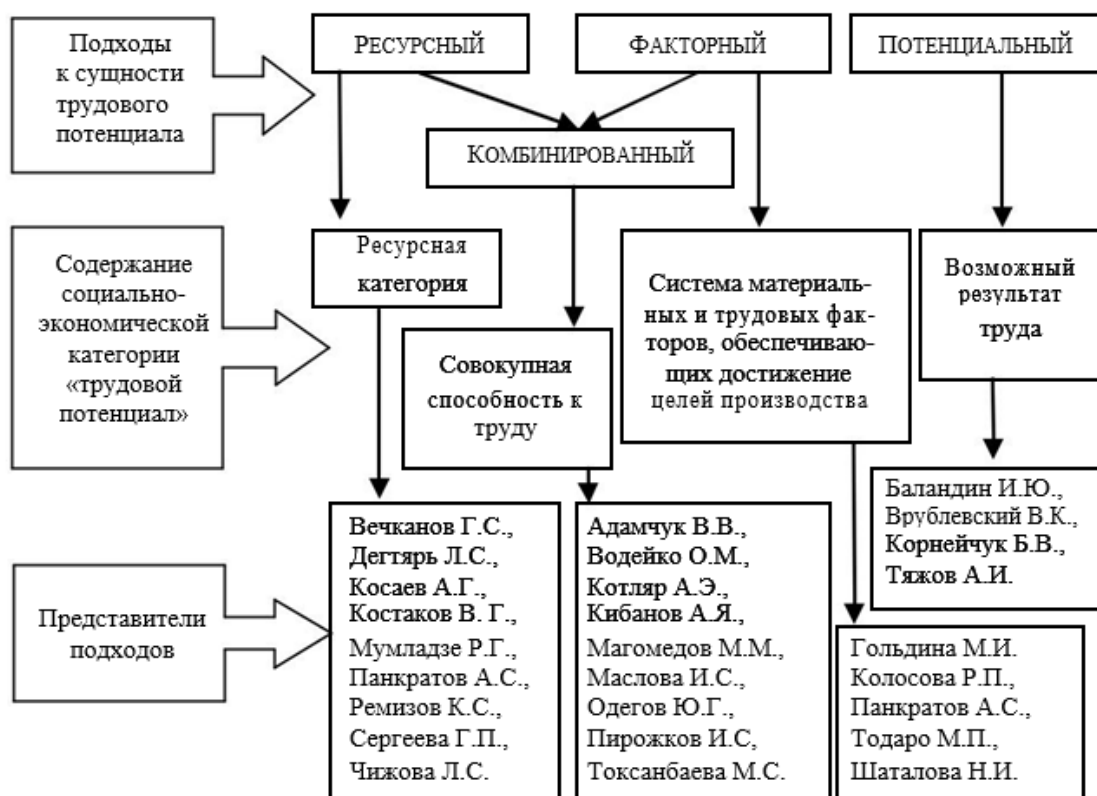 Подходы
к сущности
трудового
потенциала
РЕСУРСНЫЙ
ФАКТОРНЫЙ
ПОТЕНЦИАЛЬНЫЙ
КОМБИНИРОВАННЫЙ
Содержание
социально-
экономической
категории
«трудовой
потенциал»
Ресурсная
категория
Совокупная
способность к
труду
Система материаль-
ных и трудовых фак-
торов, обеспечиваю-
щих достижение
целей производства
Возможный
результат
труда
Представители
подходов
Вечканов Г.С.,
Дегтярь Л.С.,
Косаев А.Г.,
Костаков В. Г.,
Мумладзе Р.Г.,
Панкратов А.С.,
Ремизов К.С.,
Сергеева Г.П.,
Чижова Л.С.
Адамчук В.В.,
Водейко О.М.,
Котляр А.Э.,
Кибанов А.Я.,
Магомедов М.М.,
Маслова И.С.,
Одегов Ю.Г.,
Пирожков И.С,
Токсанбаева М.С.
Гольдина М.И.
Колосова Р.П.,
Панкратов А.С.,
Тодаро М.П.,
Шаталова Н.И.
Баландин И.Ю.,
Врублевский В.К.,
Корнейчук Б.В.,
Тяжов А.И.